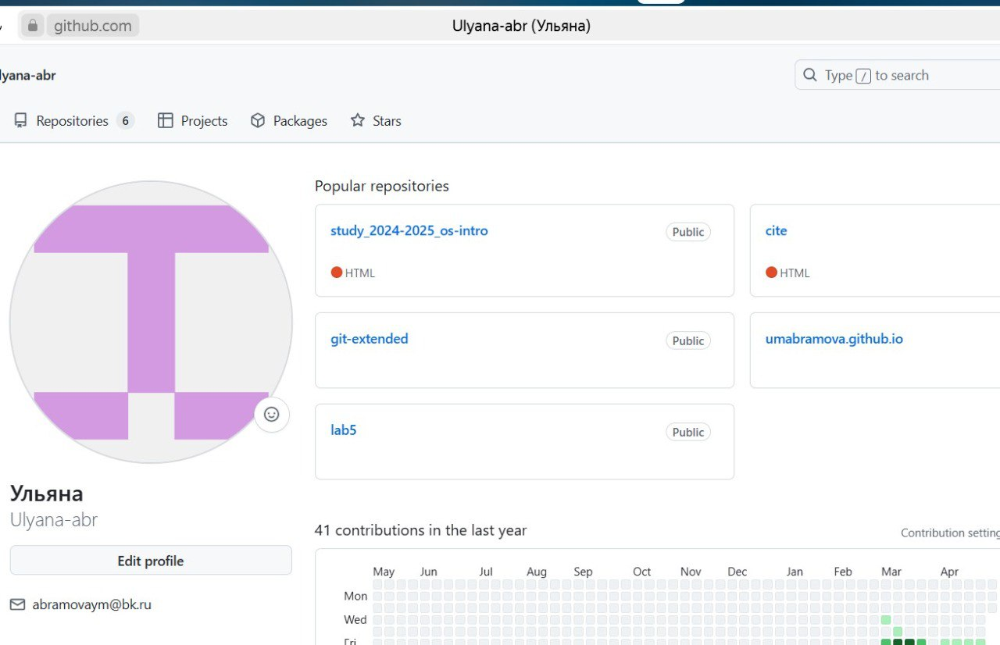 github.com
Ulyana-abr (Ульяна)
lyana-abr
Type / to search
Repositories 6
Projects
Packages
Stars
Popular repositories
study_2024-2025_os-intro
Public
HTML
cite
HTML
git-extended
Public
umabramova.github.io
lab5
Public
Ульяна
Ulyana-abr
Edit profile
abramovaym@bk.ru
41 contributions in the last year
Contribution setting
May Jun Jul Aug Sep Oct Nov Dec Jan Feb Mar Apr
Mon
Wed
Fri